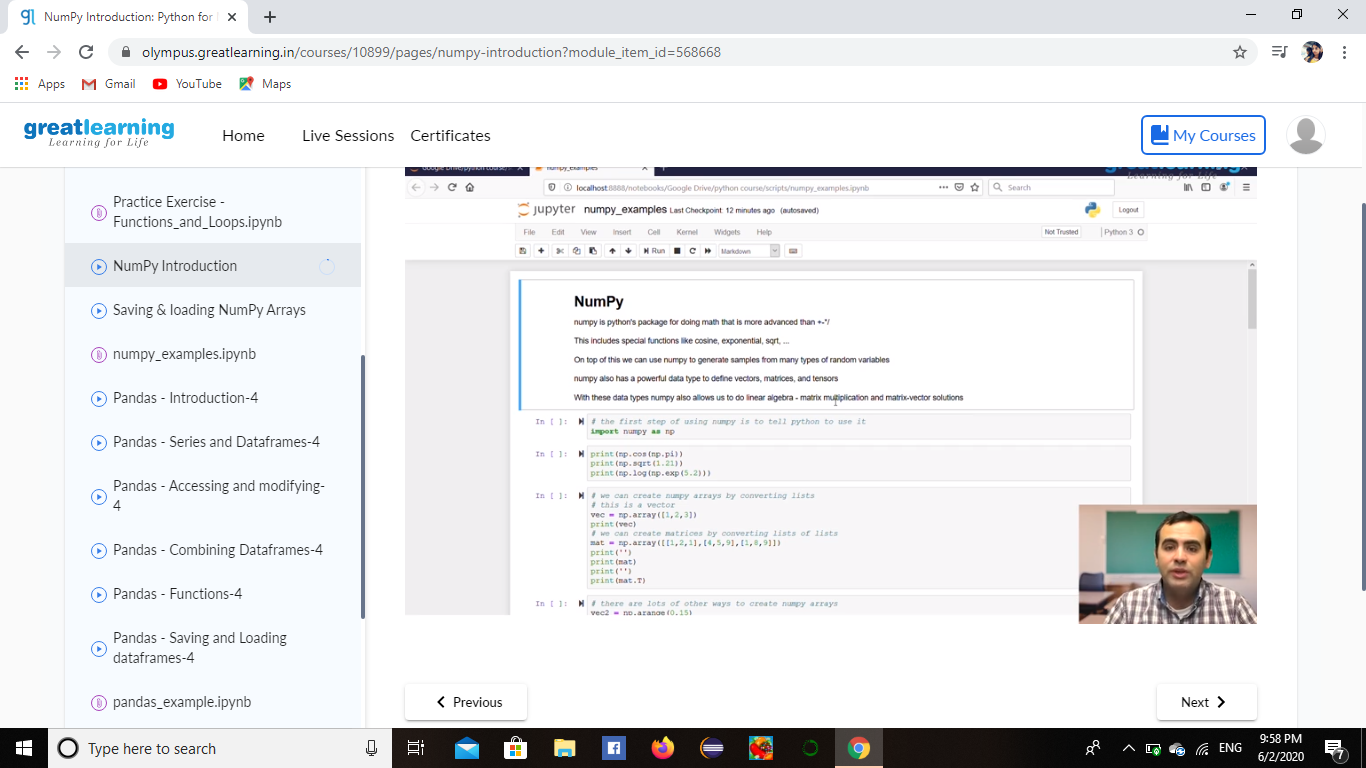 NumPy Introduction: Python for
olympus.greatlearning.in/courses/10899/pages/numpy-introduction?module_item_id=568668
Apps Gmail YouTube Maps
greatlearning
Learning for Life
Home Live Sessions Certificates My Courses
Practice Exercise -
Functions_and_Loops.ipynb
NumPy Introduction
Saving & loading NumPy Arrays
numpy_examples.ipynb
Pandas - Introduction-4
Pandas - Series and Dataframes-4
Pandas - Accessing and modifying-
4
Pandas - Combining Dataframes-4
Pandas - Functions-4
Pandas - Saving and Loading
dataframes-4
pandas_example.ipynb
localhost:8888/notebooks/Google Drive/python course/scripts/numpy_examples.ipynb
Search
jupyter numpy_examples Last Checkpoint: 12 minutes ago (autosaved)
Logout
File Edit View Insert Cell Kernel Widgets Help
Not Trusted Python 3
Run Markdown
NumPy
numpy is python's package for doing math that is more advanced than +-*/
This includes special functions like cosine, exponential, sqrt, ...
On top of this we can use numpy to generate samples from many types of random variables
numpy also has a powerful data type to define vectors, matrices, and tensors
With these data types numpy also allows us to do linear algebra - matrix multiplication and matrix-vector solutions
In [ ]: # the first step of using numpy is to tell python to use it
import numpy as np
In [ ]: print(np.cos(np.pi))
print(np.sqrt(1.21))
print(np.log(np.exp(5.2)))
In [ ]: # we can create numpy arrays by converting lists
# this is a vector
vec = np.array([1,2,3])
print(vec)
# we can create matrices by converting lists of lists
mat = np.array([[1,2,1],[4,5,9],[1,8,9]])
print('')
print(mat)
print('')
print(mat.T)
In [ ]: # there are lots of other ways to create numpy arrays
vec2 = np.arange(0,15)
Previous Next
Type here to search
ENG
9:58 PM
6/2/2020
7